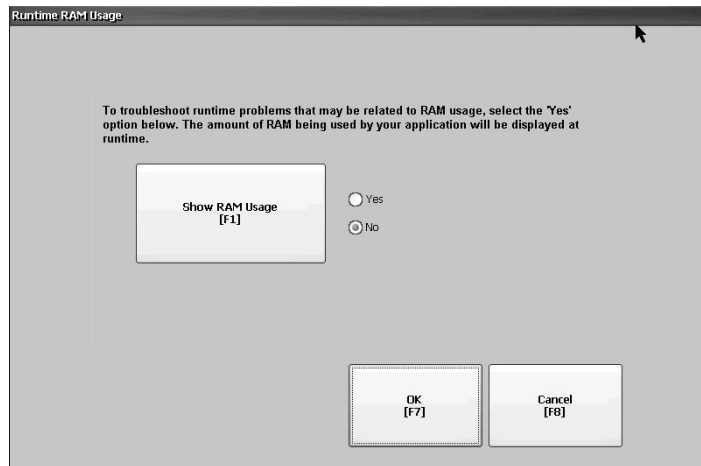 Runtime RAM Usage
To troubleshoot runtime problems that may be related to RAM usage, select the 'Yes'
option below. The amount of RAM being used by your application will be displayed at
runtime.
Show RAM Usage
[F1]
Yes
No
OK
[F7]
Cancel
[F8]